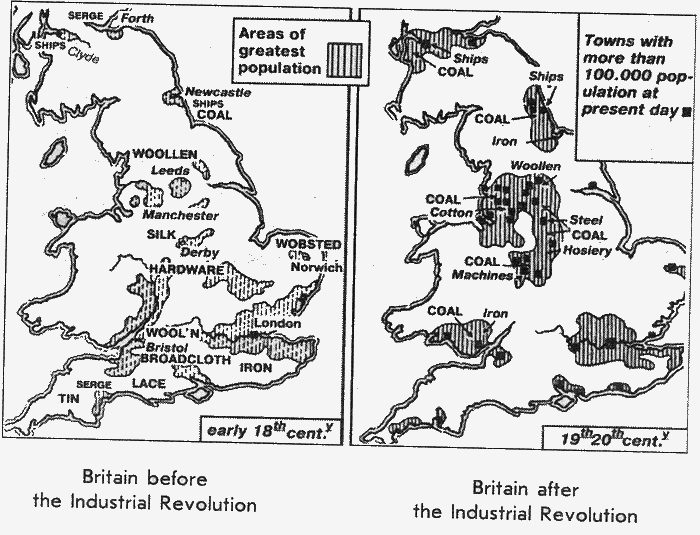 SERGE Forth
SHIPS
Clyde
Areas of
greatest
population
Newcastle
SHIPS
COAL
WOOLLEN
Leeds
Manchester
SILK
Derby
WOBSTED
Norwich
HARDWARE
London
WOOL'N
Bristol
BROADCLOTH
IRON
SERGE
LACE
TIN
early 18th cent.y
Britain before
the Industrial Revolution
Towns with
more than
100.000 pop-
ulation at
present day
Ships
COAL
Ships
COAL
Iron
Woollen
COAL
Cotton
Steel
COAL
Hosiery
COAL
Machines
COAL
Iron
19th 20th cent.y
Britain after
the Industrial Revolution